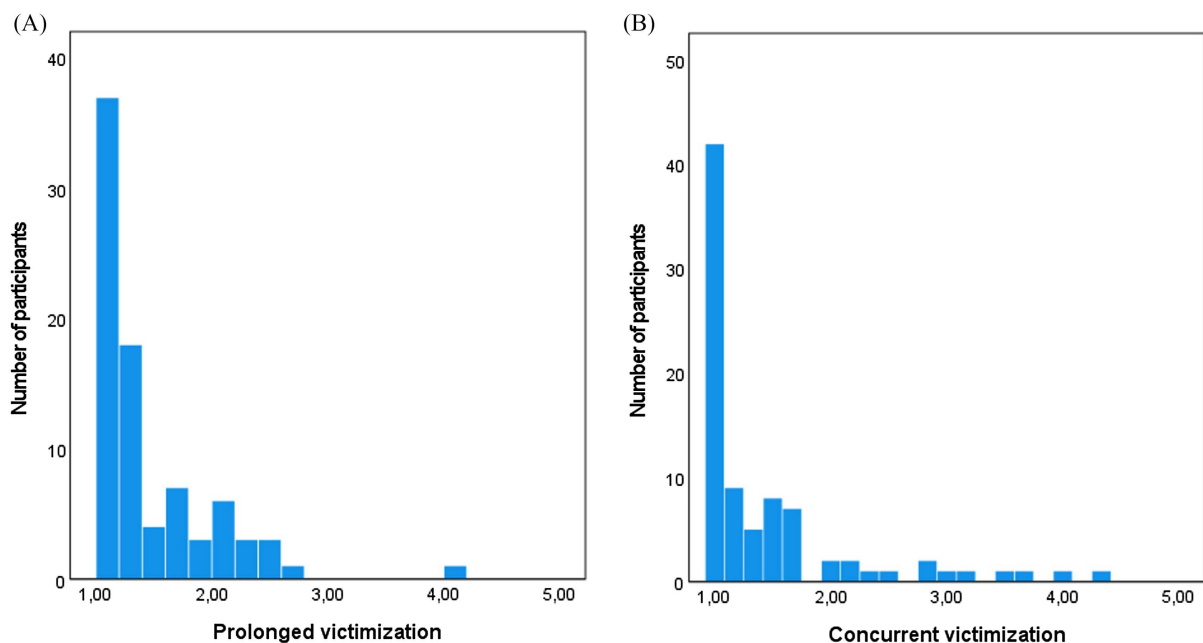 (A)
40
30
20
10
0
Number of participants
1,00 2,00 3,00 4,00 5,00
Prolonged victimization
(B)
50
40
30
20
10
0
Number of participants
1,00 2,00 3,00 4,00 5,00
Concurrent victimization